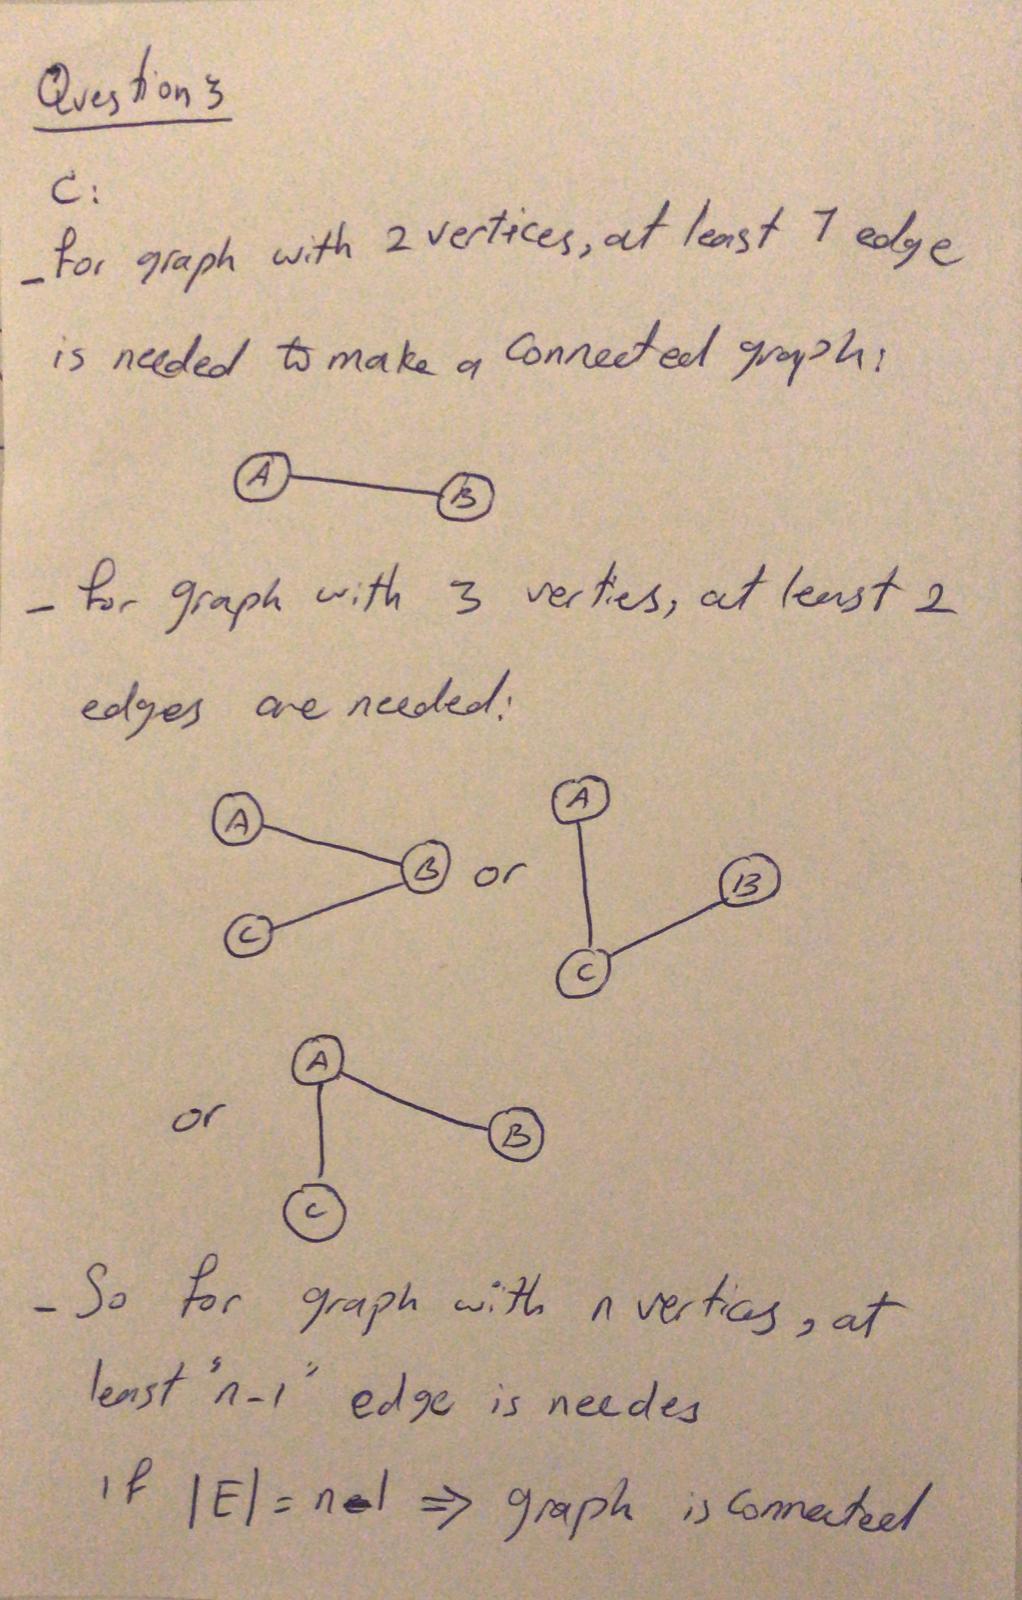 Question 3
C:
- for graph with 2 vertices, at least 1 edge
is needed to make a connected graph:
A B
- for graph with 3 verties, at least 2
edges are needed:
A B C or A B C
or A B C
- So for graph with n vertices, at
least "n-1" edge is needes
if |E| = n-1 => graph is connected